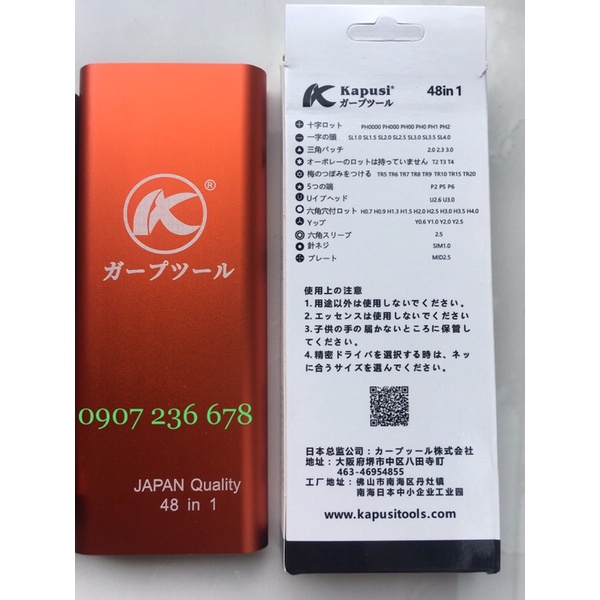 K ®
ガープツール
0907 236 678
JAPAN Quality
48 in 1
Kapusi®
48in1
ガープツール
十字ロット PH0000 PH000 PH00 PH0 PH1 PH2
一字の頭 SL1.0 SL1.5 SL2.0 SL2.5 SL3.0 SL3.5 SL4.0
三角パッチ 2.0 2.3 3.0
オーボレーのロットは持っていません T2 T3 T4
梅のつぼみをつける TR5 TR6 TR7 TR8 TR9 TR10 TR15 TR20
5つの端 P2 P5 P6
Uイプヘッド U2.6 U3.0
六角穴付ロット H0.7 H0.9 H1.3 H1.5 H2.0 H2.5 H3.0 H3.5 H4.0
Yップ Y0.6 Y1.0 Y2.0 Y2.5
六角スリーブ 2.5
針ネジ SIM1.0
プレート MID2.5
使用上の注意
1.用途以外は使用しないでください。
2.エッセンスは使用しないでください。
3.子供の手の届かないところに保管し
てください。
4.精密ドライバを選択する時は、ネッ
に合うサイズを選んでください。
日本总监公司：カープッール株式会社
地址：大阪府堺市中区八田寺町
463-46954855
工厂地址：佛山市南海区丹灶镇
南海日本中小企业工业园
www.kapusitools.com